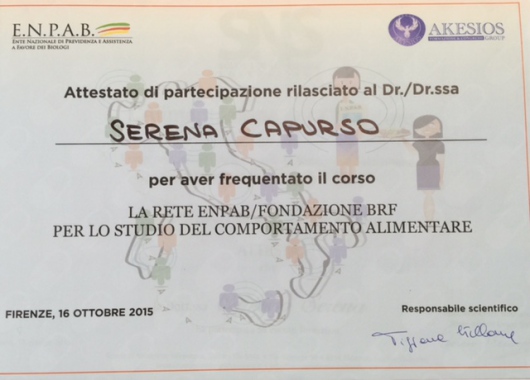 E.N.P.A.B.
ENTE NAZIONALE DI PREVIDENZA E ASSISTENZA
A FAVORE DEI BIOLOGI
AKESIOS
GROUP
Attestato di partecipazione rilasciato al Dr./Dr.ssa
SERENA CAPURSO
per aver frequentato il corso
LA RETE ENPAB/FONDAZIONE BRF
PER LO STUDIO DEL COMPORTAMENTO ALIMENTARE
FIRENZE, 16 OTTOBRE 2015
Responsabile scientifico